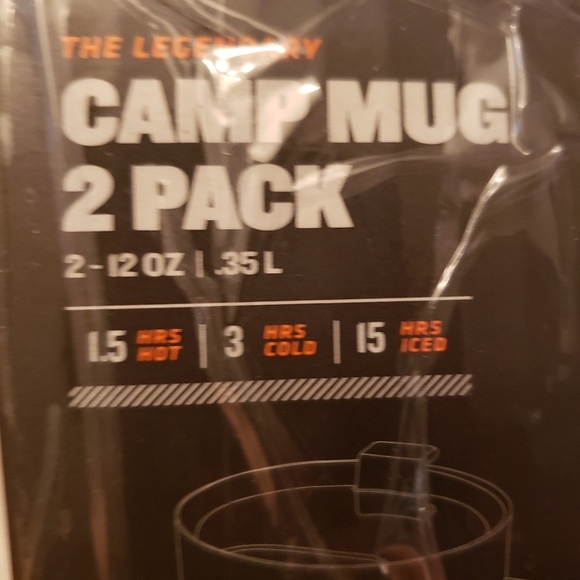 THE LEGENDARY
CAMP MUG
2 PACK
2-12 OZ | .35 L
1.5 HRS HOT | 3 HRS COLD | 15 HRS ICED